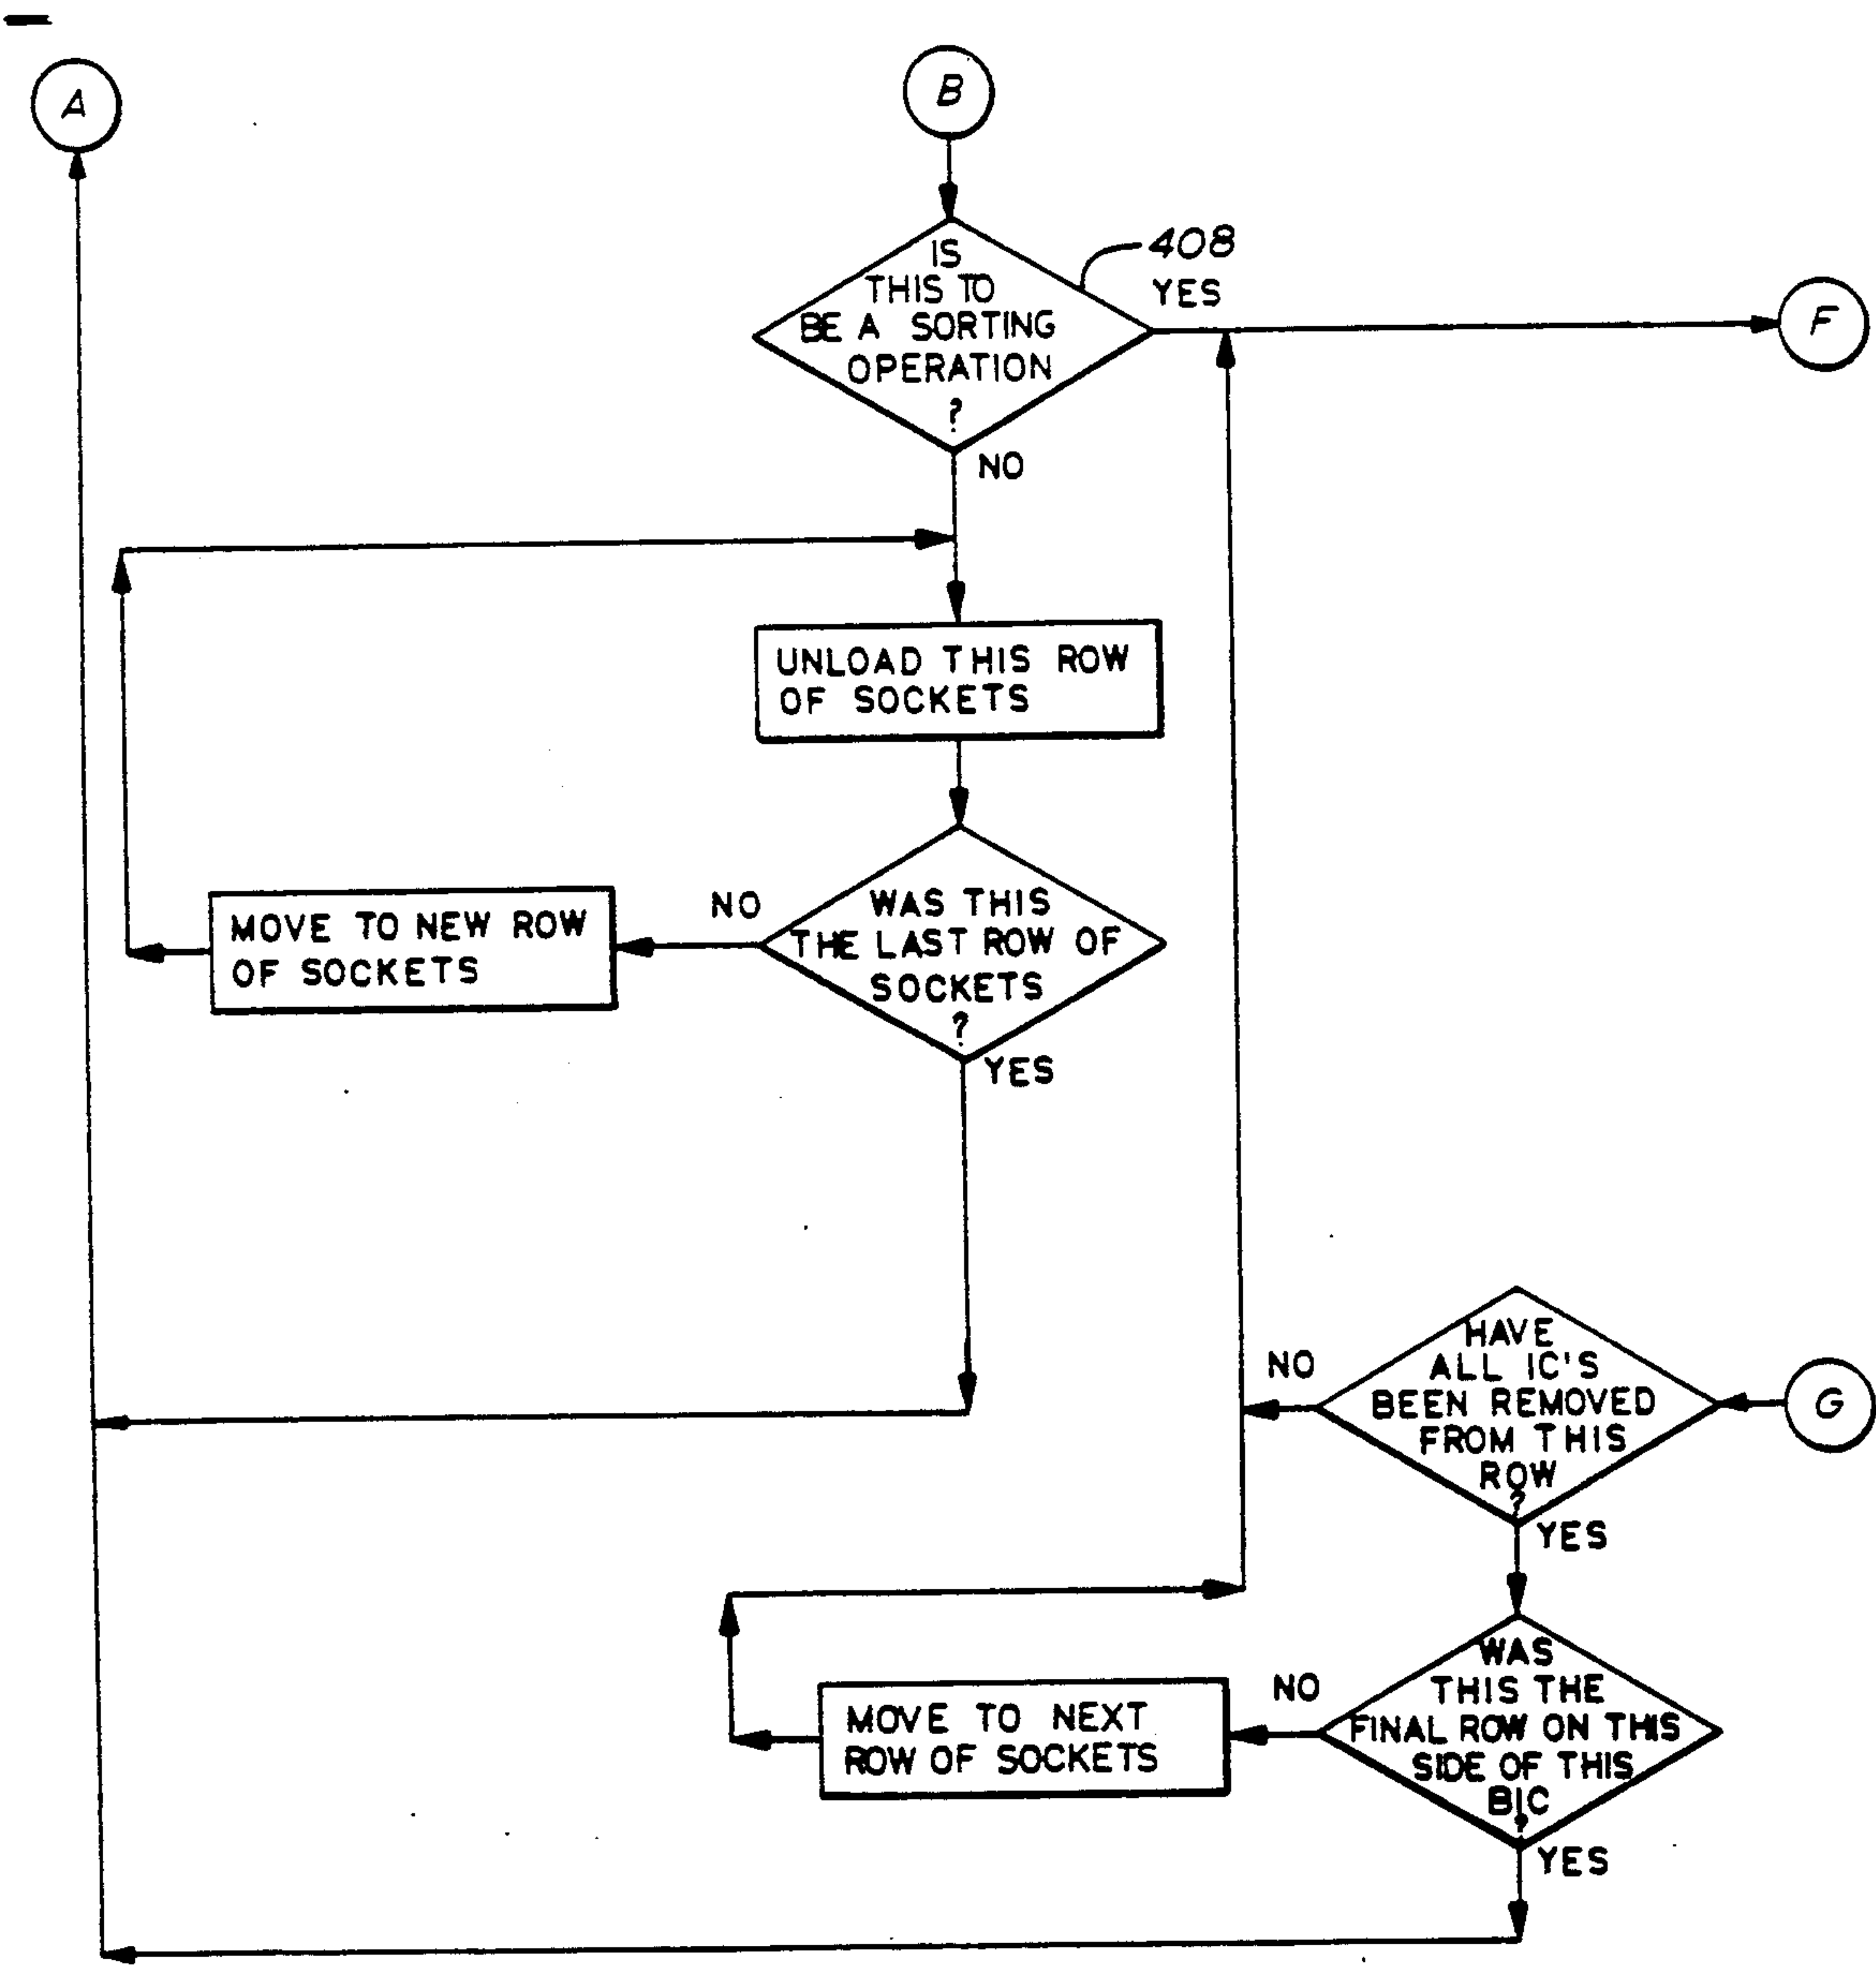 A
B
IS
THIS TO
BE A SORTING
OPERATION
?
408
YES
F
NO
UNLOAD THIS ROW
OF SOCKETS
WAS THIS
THE LAST ROW OF
SOCKETS
?
NO
MOVE TO NEW ROW
OF SOCKETS
YES
HAVE
ALL IC'S
BEEN REMOVED
FROM THIS
ROW
?
NO
G
YES
WAS
THIS THE
FINAL ROW ON THIS
SIDE OF THIS
BIC
?
NO
MOVE TO NEXT
ROW OF SOCKETS
YES